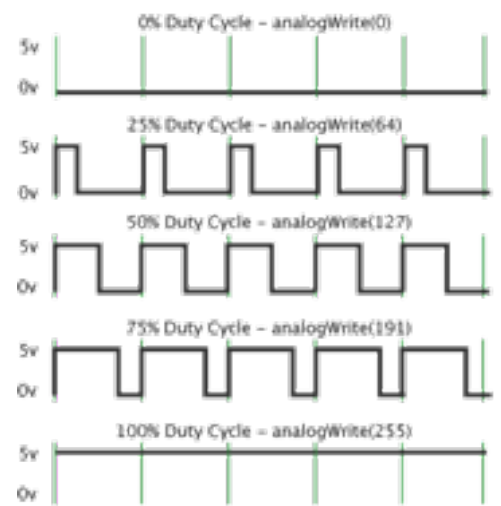 0% Duty Cycle – analogWrite(0)
5v
0v
25% Duty Cycle – analogWrite(64)
5v
0v
50% Duty Cycle – analogWrite(127)
5v
0v
75% Duty Cycle – analogWrite(191)
5v
0v
100% Duty Cycle – analogWrite(255)
5v
0v